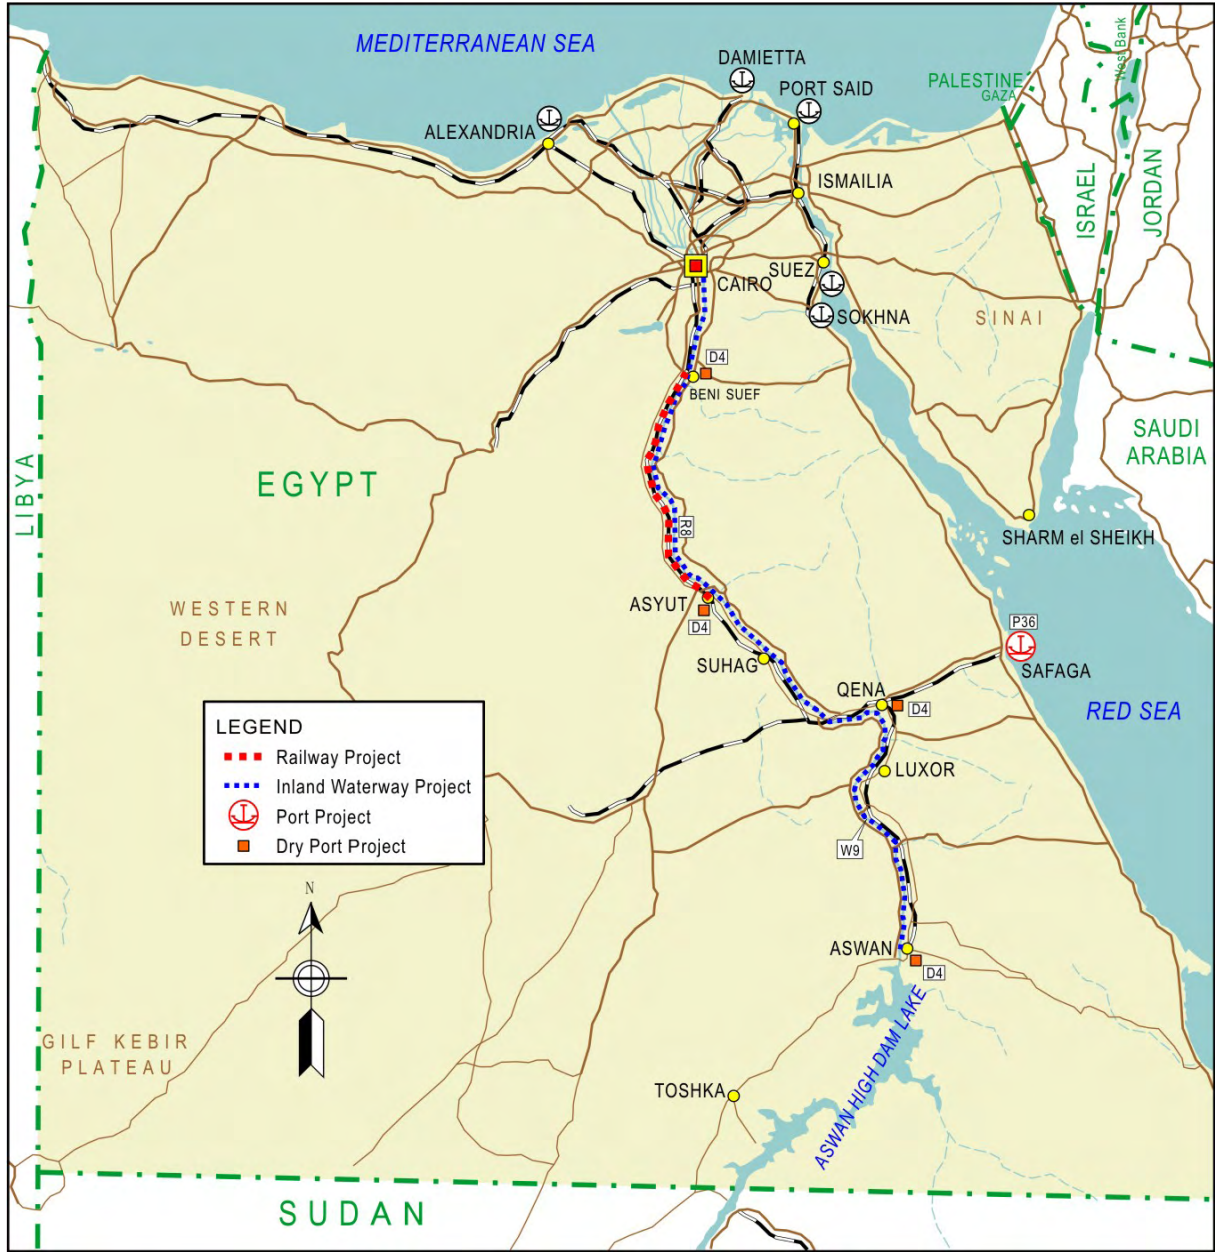 MEDITERRANEAN SEA
DAMIETTA
PORT SAID
ALEXANDRIA
PALESTINE
GAZA
West Bank
ISRAEL
JORDAN
ISMAILIA
SUEZ
CAIRO
SOKHNA
SINAI
D4
BENI SUEF
SAUDI
ARABIA
LIBYA
EGYPT
R8
SHARM el SHEIKH
WESTERN
DESERT
ASYUT
D4
SUHAG
P36
SAFAGA
QENA
D4
RED SEA
LUXOR
LEGEND
Railway Project
Inland Waterway Project
Port Project
Dry Port Project
W9
N
ASWAN
D4
GILF KEBIR
PLATEAU
TOSHKA
ASWAN HIGH DAM LAKE
SUDAN